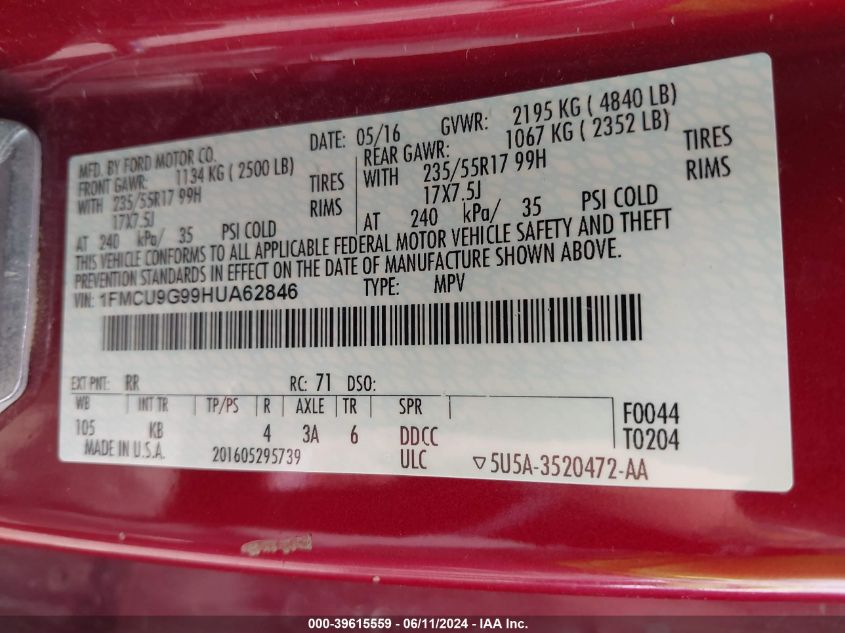 MFD. BY FORD MOTOR CO.
DATE: 05/16 GVWR: 2195 KG ( 4840 LB)
FRONT GAWR: 1134 KG ( 2500 LB)
WITH 235/55R17 99H TIRES
17X7.5J RIMS
AT 240 kPa/ 35 PSI COLD
REAR GAWR: 1067 KG ( 2352 LB)
WITH 235/55R17 99H TIRES
17X7.5J RIMS
AT 240 kPa/ 35 PSI COLD
THIS VEHICLE CONFORMS TO ALL APPLICABLE FEDERAL MOTOR VEHICLE SAFETY AND THEFT
PREVENTION STANDARDS IN EFFECT ON THE DATE OF MANUFACTURE SHOWN ABOVE.
VIN: 1FMCU9G99HUA62846 TYPE: MPV
EXT PNT: RR RC: 71 DSO:
WB INT TR TP/PS R AXLE TR SPR
105 KB 4 3A 6 DDCC
F0044
T0204
MADE IN U.S.A. 201605295739 ULC ▽5U5A-3520472-AA
000-39615559 - 06/11/2024 - IAA Inc.